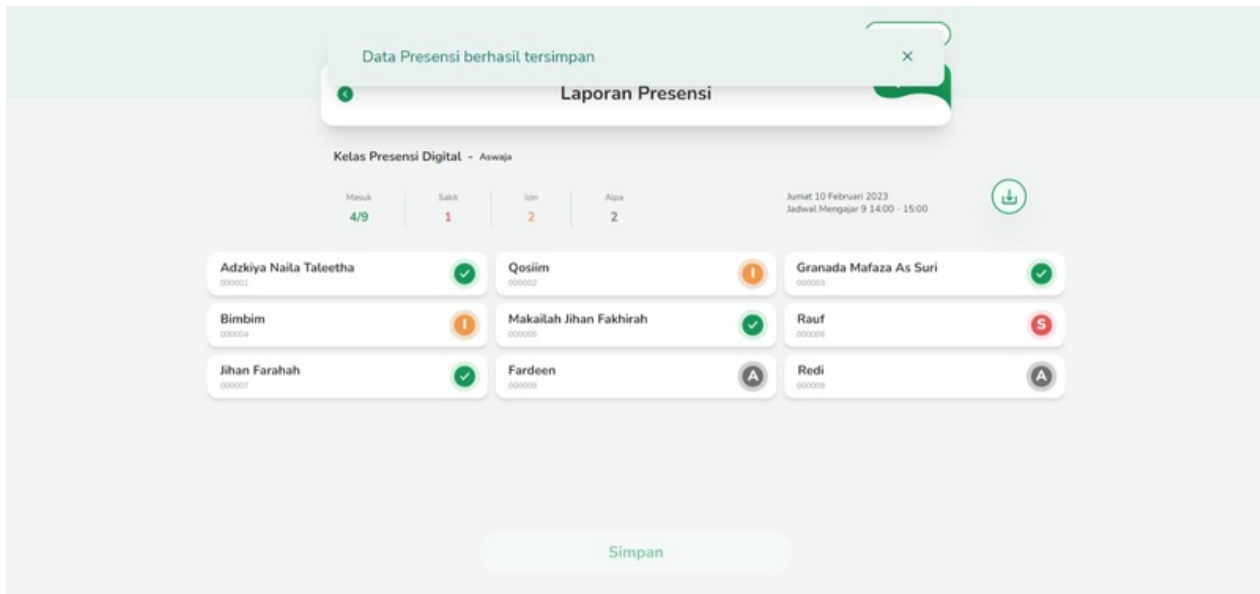 Data Presensi berhasil tersimpan
Laporan Presensi
Kelas Presensi Digital - Aswaja
Masuk
4/9
Sakit
1
Izin
2
Alpa
2
Jumat 10 Februari 2023
Jadwal Mengajar 9 14:00 - 15:00
Adzkiya Naila Taleetha
000001
Qosiim
000002
I
Granada Mafaza As Suri
000003
Bimbim
000004
I
Makailah Jihan Fakhirah
000005
Rauf
000006
S
Jihan Farahah
000007
Fardeen
000008
A
Redi
000009
A
Simpan